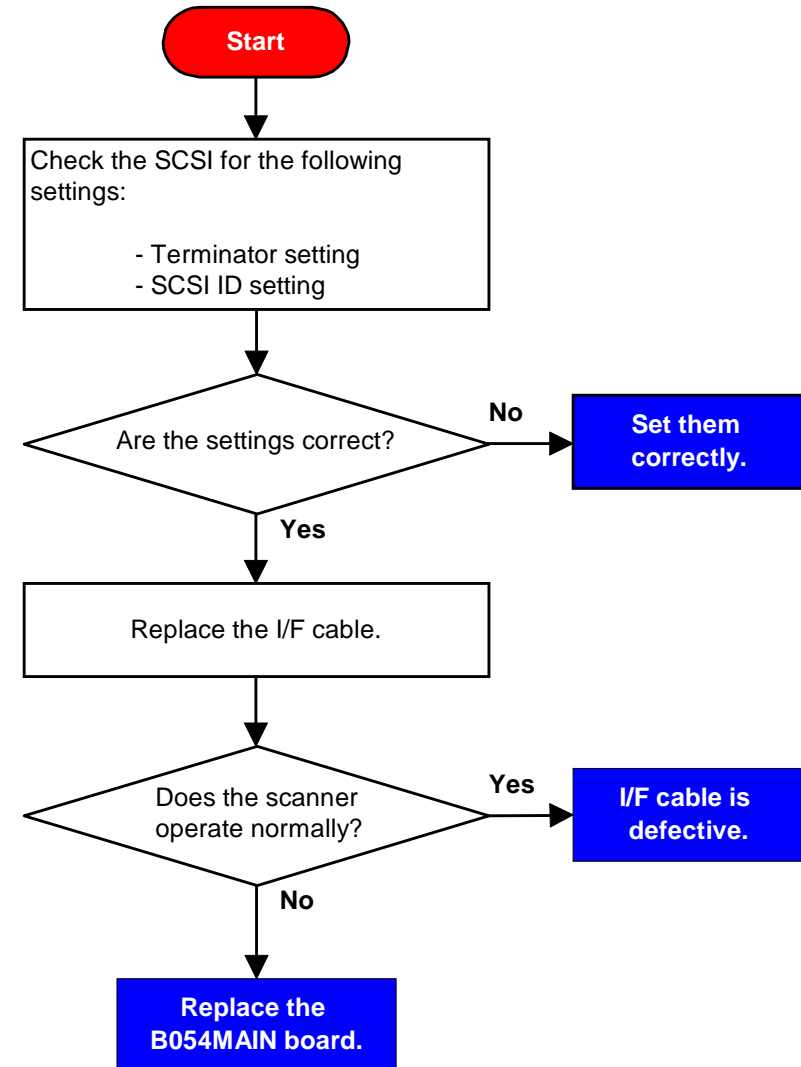 Start
Check the SCSI for the following
settings:
- Terminator setting
- SCSI ID setting
Are the settings correct?
No
Set them
correctly.
Yes
Replace the I/F cable.
Does the scanner
operate normally?
Yes
I/F cable is
defective.
No
Replace the
B054MAIN board.